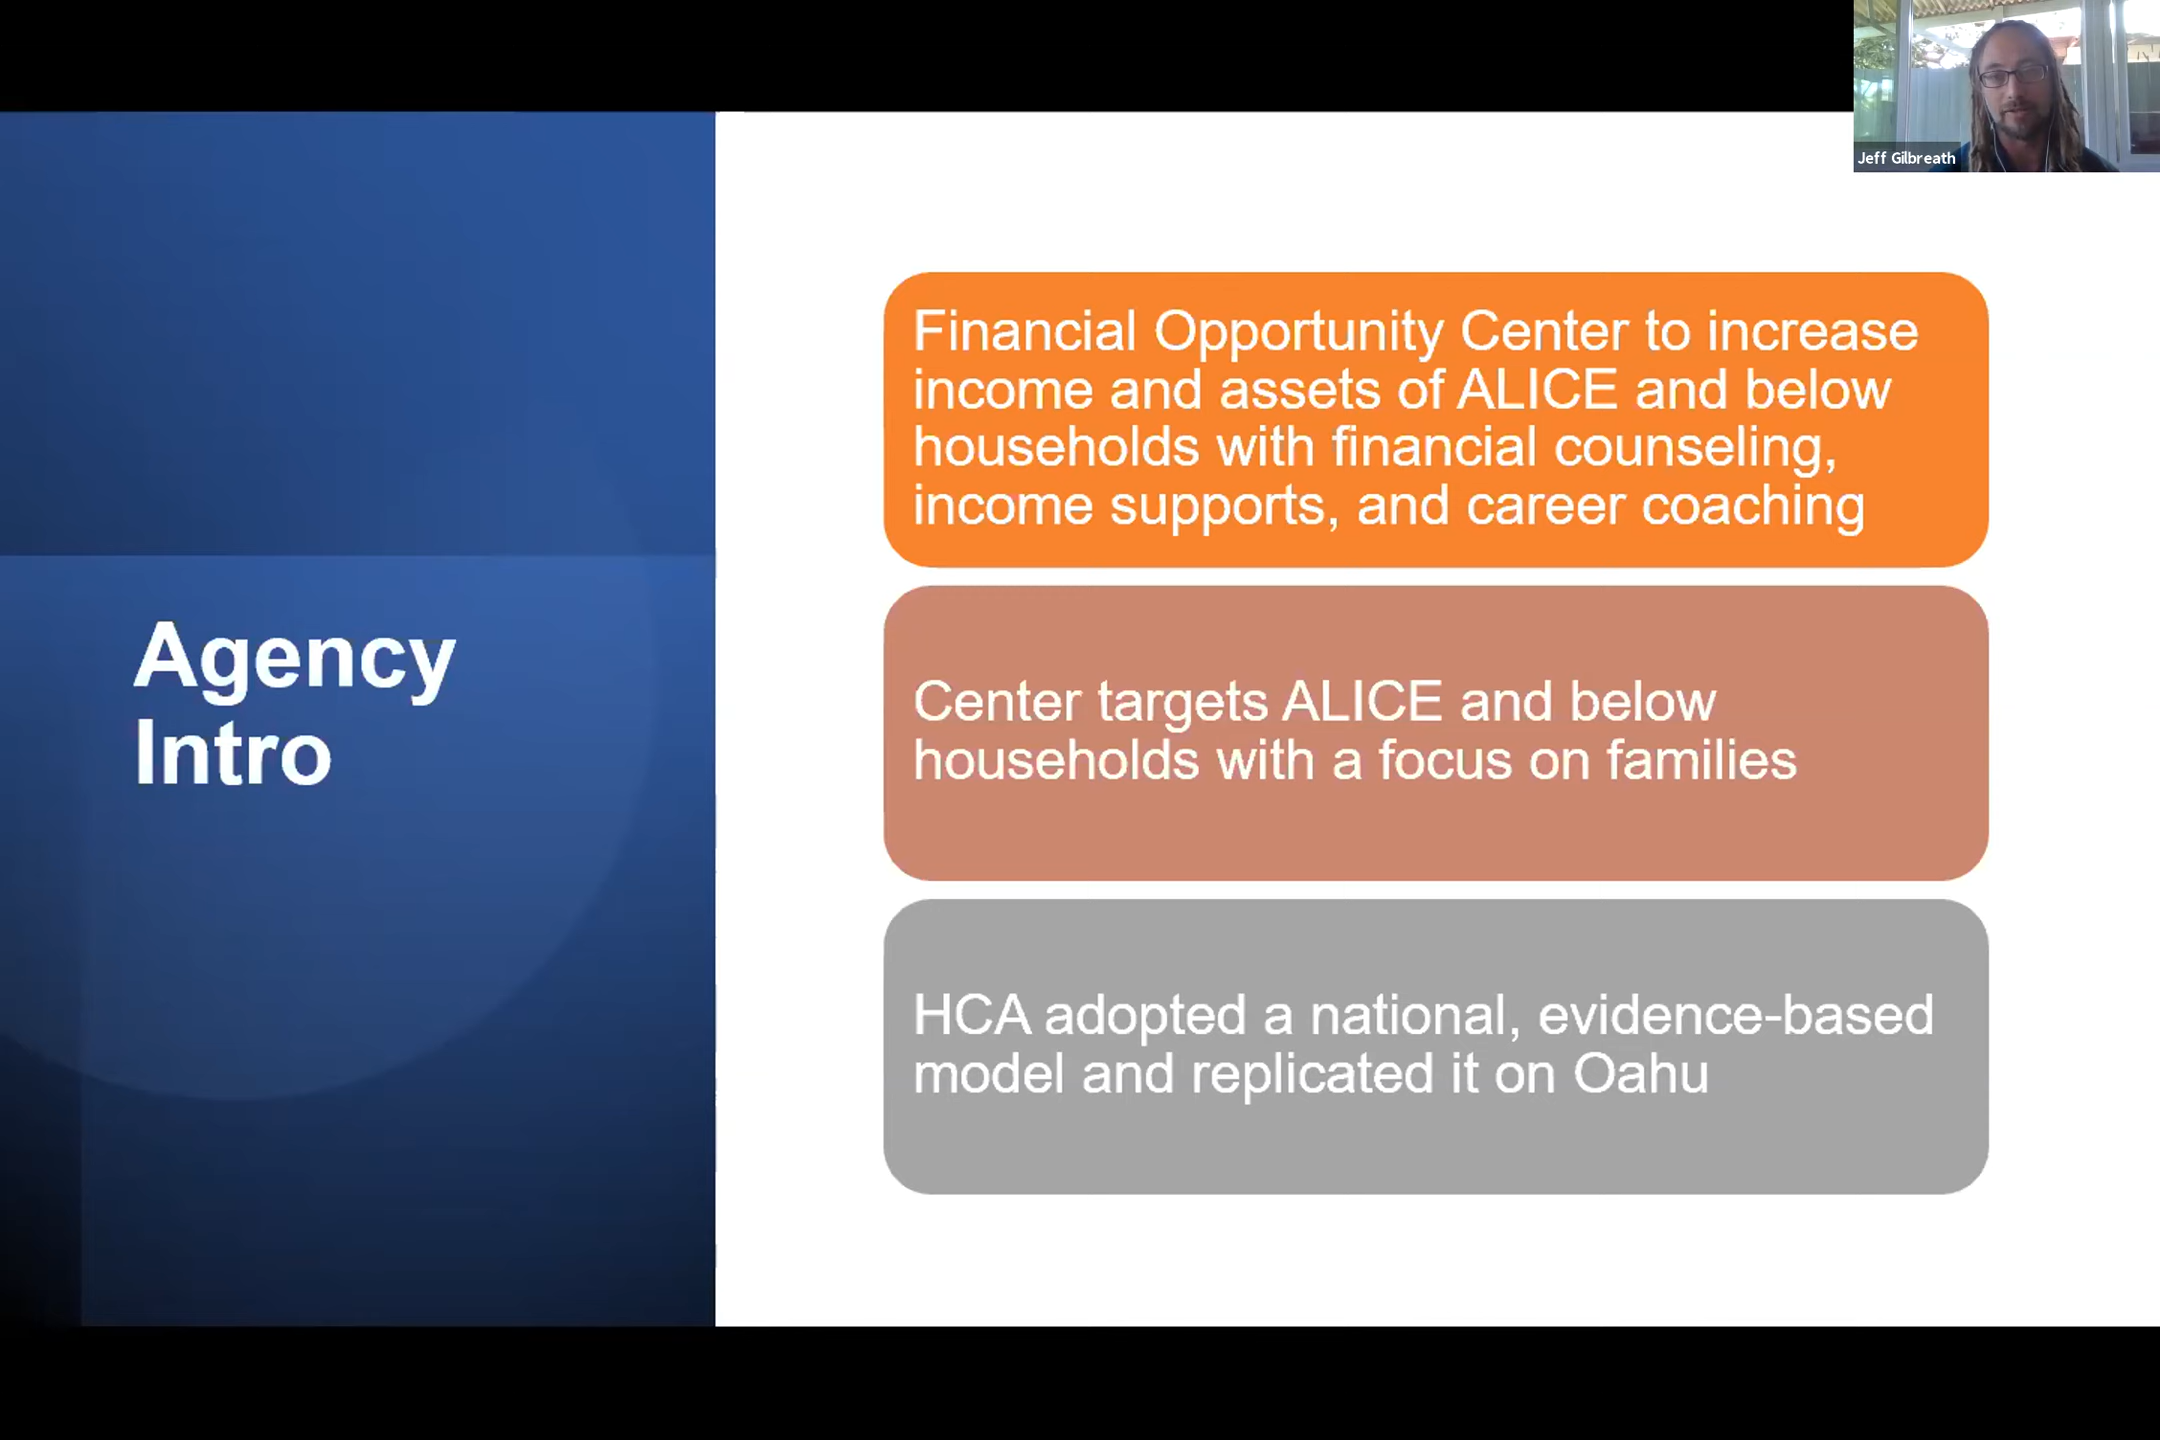 Jeff Gilbreath
Agency
Intro
Financial Opportunity Center to increase
income and assets of ALICE and below
households with financial counseling,
income supports, and career coaching
Center targets ALICE and below
households with a focus on families
HCA adopted a national, evidence-based
model and replicated it on Oahu